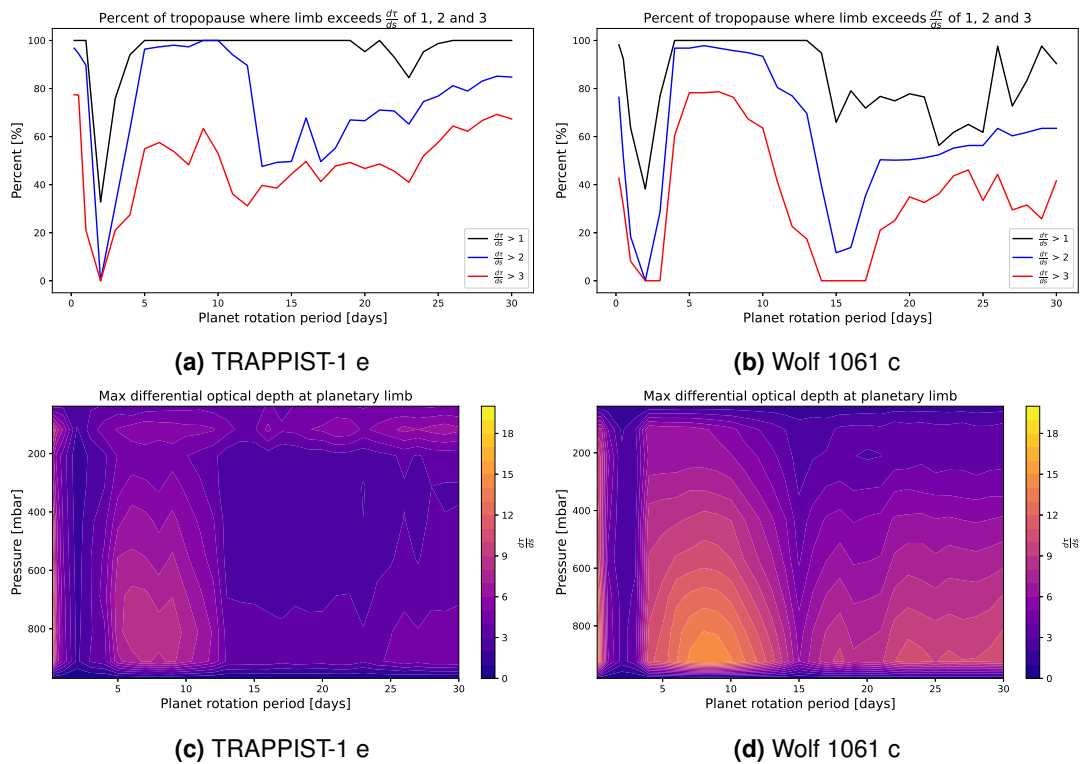 Percent of tropopause where limb exceeds dτ/ds of 1, 2 and 3
100
80
60
40
20
0
Percent [%]
dτ/ds > 1
dτ/ds > 2
dτ/ds > 3
0 5 10 15 20 25 30
Planet rotation period [days]
(a) TRAPPIST-1 e
Percent of tropopause where limb exceeds dτ/ds of 1, 2 and 3
100
80
60
40
20
0
Percent [%]
dτ/ds > 1
dτ/ds > 2
dτ/ds > 3
0 5 10 15 20 25 30
Planet rotation period [days]
(b) Wolf 1061 c
Max differential optical depth at planetary limb
200
400
600
800
Pressure [mbar]
5 10 15 20 25 30
Planet rotation period [days]
18
15
12
9
6
3
0
dτ/ds
(c) TRAPPIST-1 e
Max differential optical depth at planetary limb
200
400
600
800
Pressure [mbar]
5 10 15 20 25 30
Planet rotation period [days]
18
15
12
9
6
3
0
dτ/ds
(d) Wolf 1061 c